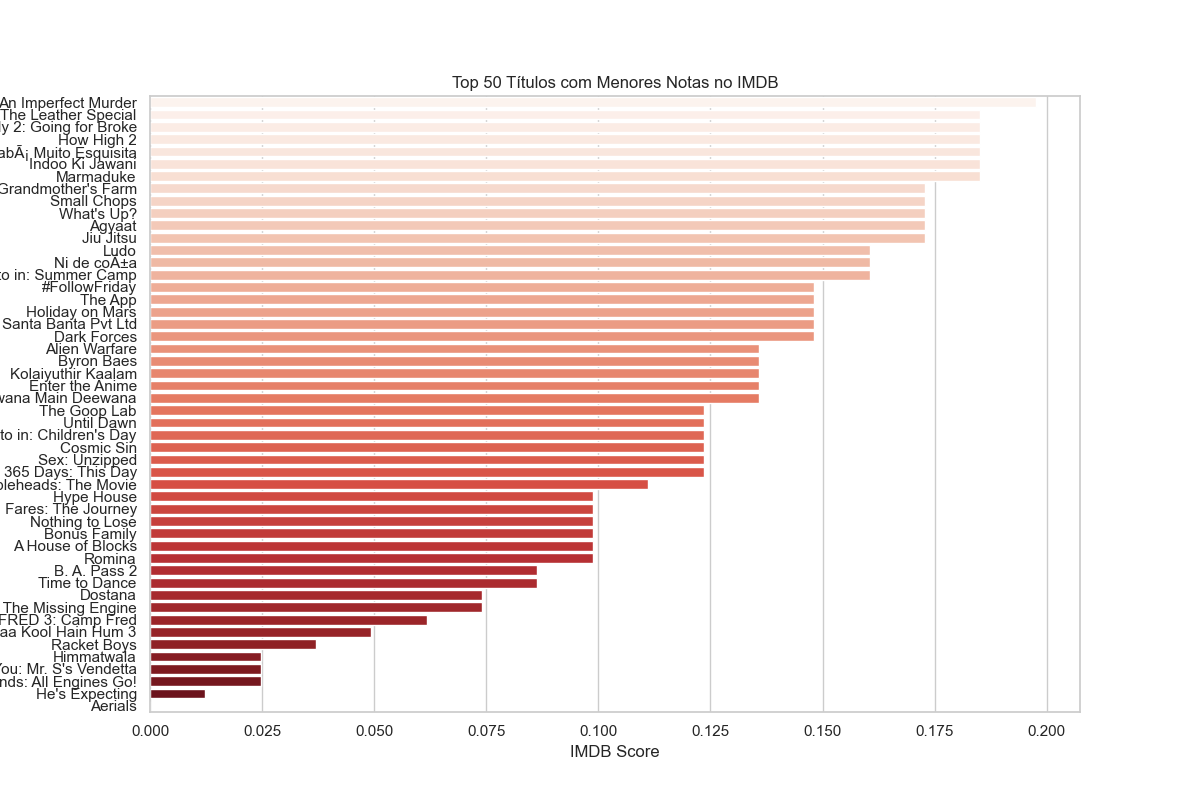 Top 50 Títulos com Menores Notas no IMDB
An Imperfect Murder
The Leather Special
ly 2: Going for Broke
How High 2
abÃ¡ Muito Esquisita
Indoo Ki Jawani
Marmaduke
Grandmother's Farm
Small Chops
What's Up?
Agyaat
Jiu Jitsu
Ludo
Ni de coÃ±a
to in: Summer Camp
#FollowFriday
The App
Holiday on Mars
Santa Banta Pvt Ltd
Dark Forces
Alien Warfare
Byron Baes
Kolaiyuthir Kaalam
Enter the Anime
wana Main Deewana
The Goop Lab
Until Dawn
to in: Children's Day
Cosmic Sin
Sex: Unzipped
365 Days: This Day
bleheads: The Movie
Hype House
Fares: The Journey
Nothing to Lose
Bonus Family
A House of Blocks
Romina
B. A. Pass 2
Time to Dance
Dostana
The Missing Engine
FRED 3: Camp Fred
aa Kool Hain Hum 3
Racket Boys
Himmatwala
You: Mr. S's Vendetta
nds: All Engines Go!
He's Expecting
Aerials
0.000 0.025 0.050 0.075 0.100 0.125 0.150 0.175 0.200
IMDB Score